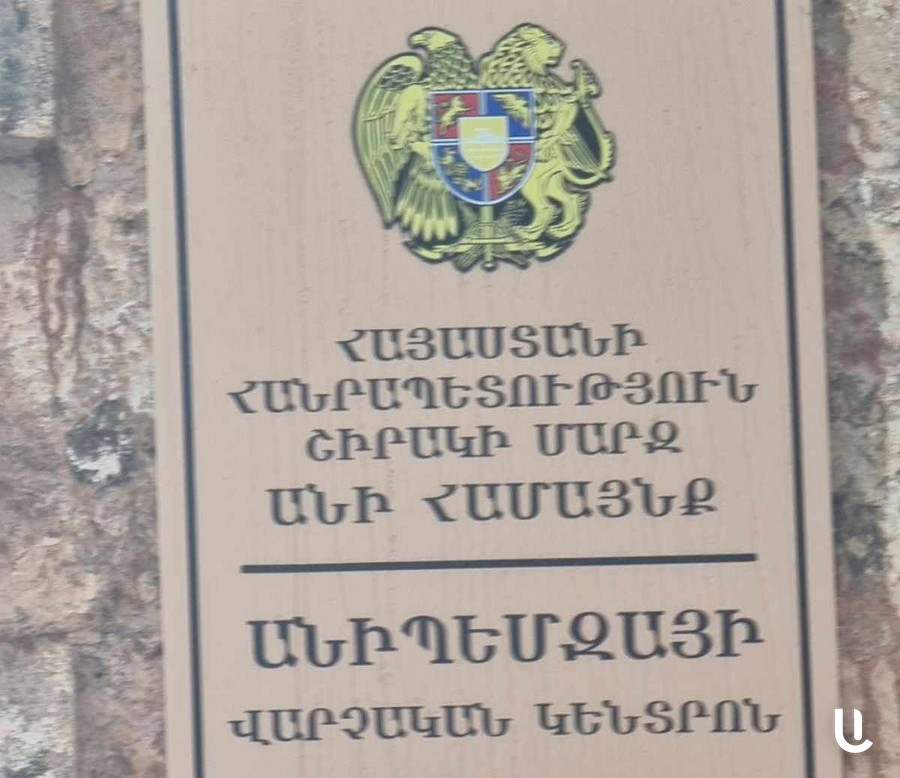 ՀԱՅԱՍՏԱՆԻ
ՀԱՆՐԱՊԵՏՈՒԹՅՈՒՆ
ՇԻՐԱԿԻ ՄԱՐԶ
ԱՆԻ ՀԱՄԱՅՆՔ
ԱՆԻՊԵՄԶԱՅԻ
ՎԱՐՉԱԿԱՆ ԿԵՆՏՐՈՆ